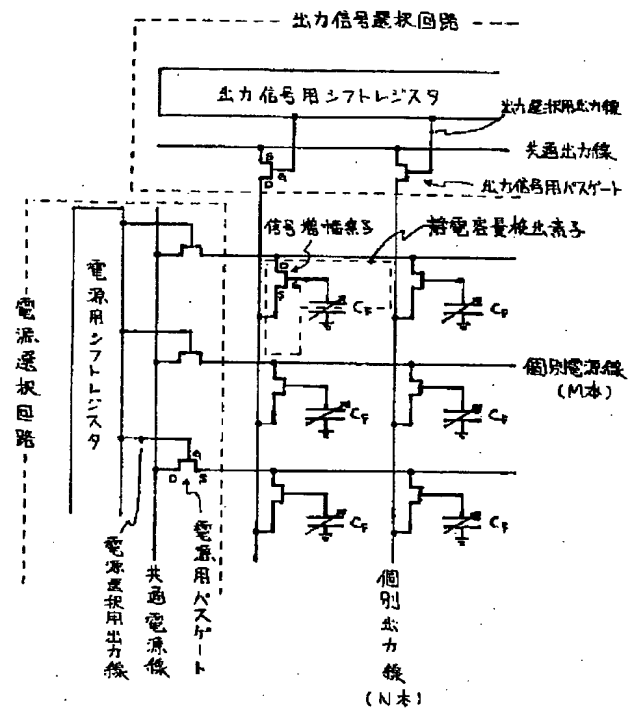 出力信号選択回路
出力信号用シフトレジスタ
出力選択用出力線
共通出力線
出力信号用パスゲート
S
D
G
信号増幅素子
静電容量検出素子
電源選択回路
電源用シフトレジスタ
D
G
S
CF
CF
個別電源線
(M本)
CF
CF
G
D
S
CF
CF
電源選択用出力線
共通電源線
電源用パスゲート
個別出力線
(N本)